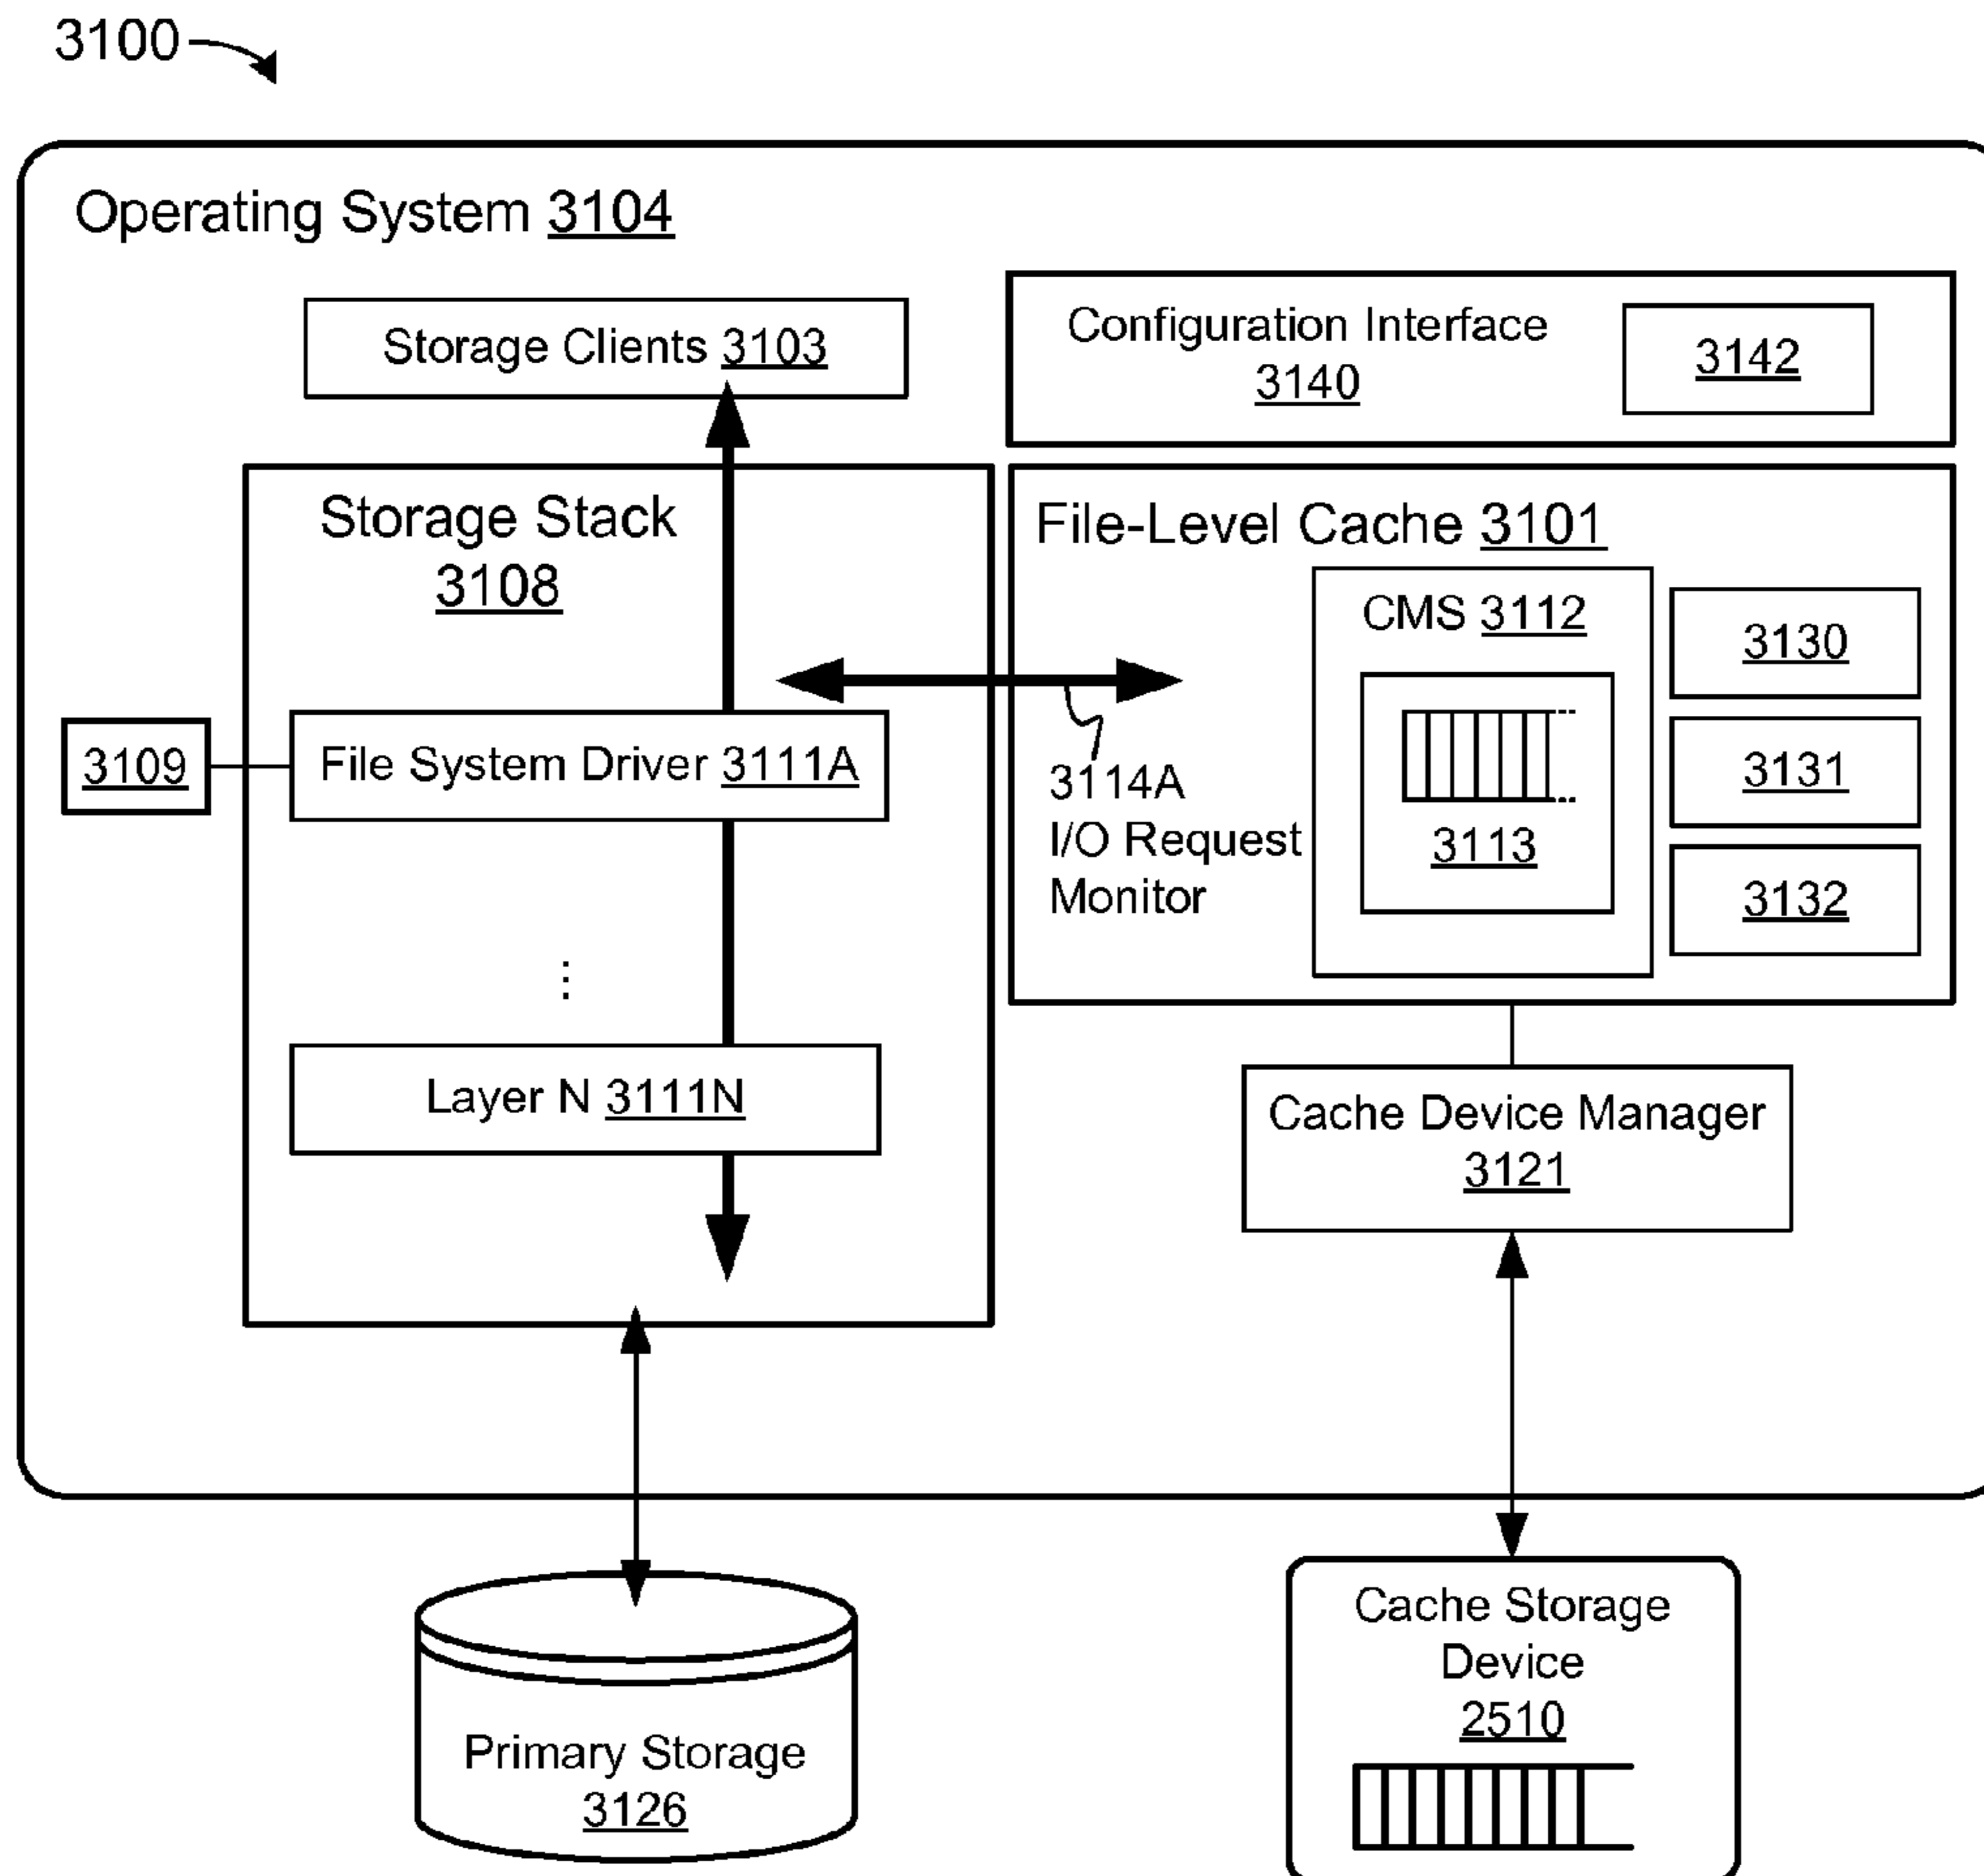 3100
Operating System 3104
Storage Clients 3103
Configuration Interface
3140
3142
Storage Stack
3108
File-Level Cache 3101
CMS 3112
3113
3130
3131
3132
3109
File System Driver 3111A
3114A
I/O Request
Monitor
⋮
Layer N 3111N
Cache Device Manager
3121
Primary Storage
3126
Cache Storage
Device
2510